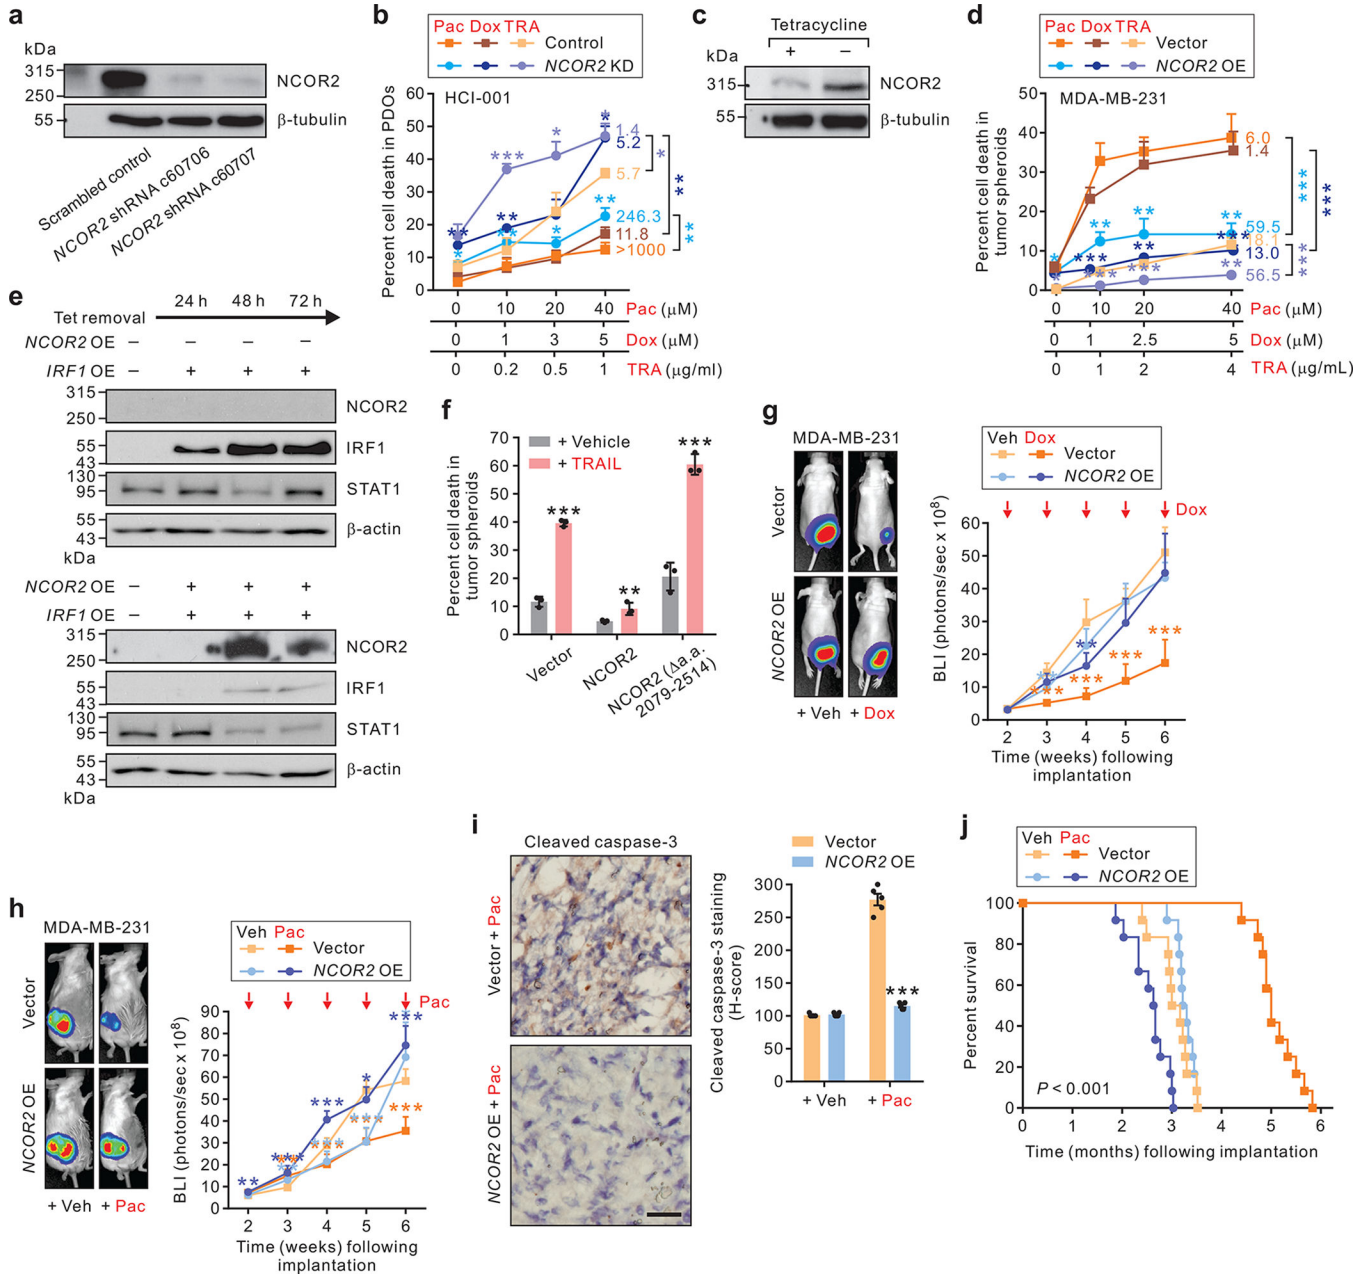 a
kDa
315
250
55
NCOR2
β-tubulin
Scrambled control
NCOR2 shRNA c60706
NCOR2 shRNA c60707
b
Pac Dox TRA
Control
NCOR2 KD
HCI-001
Percent cell death in PDOs
60
50
40
30
20
10
0
*
***
*
*
**
**
**
*
**
*
1.4
5.2
5.7
246.3
11.8
>1000
*
**
**
0 10 20 40 Pac (μM)
0 1 3 5 Dox (μM)
0 0.2 0.5 1 TRA (μg/ml)
c
Tetracycline
kDa + −
315
55
NCOR2
β-tubulin
d
Pac Dox TRA
Vector
NCOR2 OE
MDA-MB-231
Percent cell death in
tumor spheroids
50
40
30
20
10
0
*
**
**
**
***
**
***
*
***
**
6.0
1.4
59.5
18.1
13.0
56.5
***
***
***
0 10 20 40 Pac (μM)
0 1 2.5 5 Dox (μM)
0 1 2 4 TRA (μg/mL)
e
24 h 48 h 72 h
Tet removal
NCOR2 OE − − − −
IRF1 OE − + + +
315
250
NCOR2
55
43
IRF1
130
95
STAT1
55
43
β-actin
kDa
NCOR2 OE − + + +
IRF1 OE − + + +
315
250
NCOR2
55
43
IRF1
130
95
STAT1
55
43
β-actin
kDa
f
Percent cell death in
tumor spheroids
70
60
50
40
30
20
10
0
+ Vehicle
+ TRAIL
***
**
***
Vector
NCOR2
NCOR2 (Δa.a.
2079-2514)
g
MDA-MB-231
Vector
NCOR2 OE
+ Veh + Dox
Veh Dox
Vector
NCOR2 OE
Dox
BLI (photons/sec x 10⁸)
60
50
40
30
20
10
0
**
**
***
***
***
***
2 3 4 5 6
Time (weeks) following
implantation
h
MDA-MB-231
Vector
NCOR2 OE
+ Veh + Pac
Veh Pac
Vector
NCOR2 OE
Pac
BLI (photons/sec x 10⁸)
90
80
70
60
50
40
30
20
10
0
**
***
***
*
***
***
***
***
2 3 4 5 6
Time (weeks) following
implantation
i
Cleaved caspase-3
Vector + Pac
NCOR2 OE + Pac
Vector
NCOR2 OE
Cleaved caspase-3 staining
(H-score)
300
250
200
150
100
50
0
***
+ Veh + Pac
j
Veh Pac
Vector
NCOR2 OE
Percent survival
100
80
60
40
20
0
P < 0.001
0 1 2 3 4 5 6
Time (months) following implantation